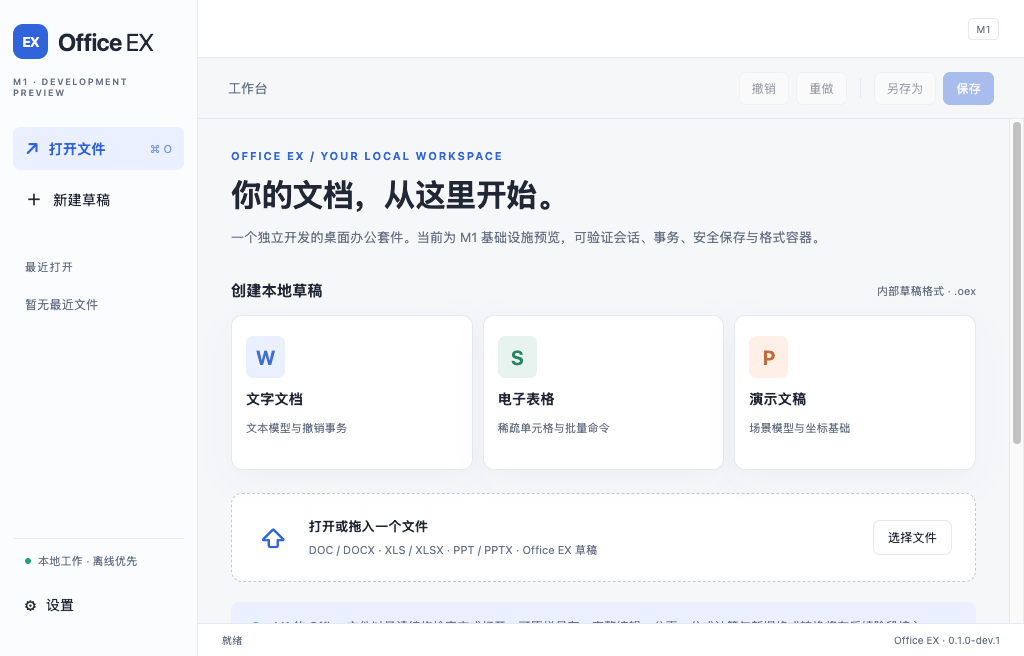 EX Office EX
M1 · DEVELOPMENT
PREVIEW
打开文件 ⌘ O
新建草稿
最近打开
暂无最近文件
本地工作 · 离线优先
设置
M1
工作台
撤销
重做
另存为
保存
OFFICE EX / YOUR LOCAL WORKSPACE
你的文档，从这里开始。
一个独立开发的桌面办公套件。当前为 M1 基础设施预览，可验证会话、事务、安全保存与格式容器。
创建本地草稿
内部草稿格式 · .oex
W
文字文档
文本模型与撤销事务
S
电子表格
稀疏单元格与批量命令
P
演示文稿
场景模型与坐标基础
打开或拖入一个文件
DOC / DOCX · XLS / XLSX · PPT / PPTX · Office EX 草稿
选择文件
就绪
Office EX · 0.1.0-dev.1